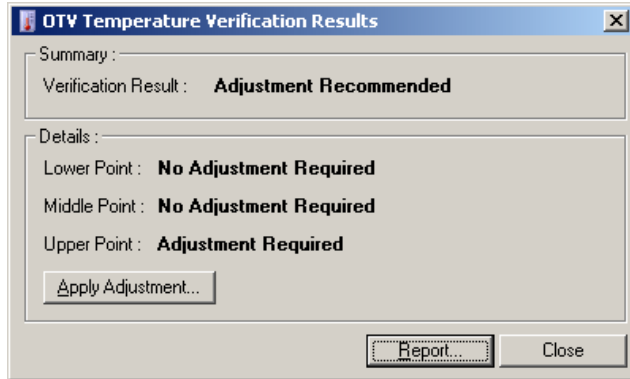 OTV Temperature Verification Results
Summary :
Verification Result : Adjustment Recommended
Details :
Lower Point : No Adjustment Required
Middle Point : No Adjustment Required
Upper Point : Adjustment Required
Apply Adjustment...
Report... Close